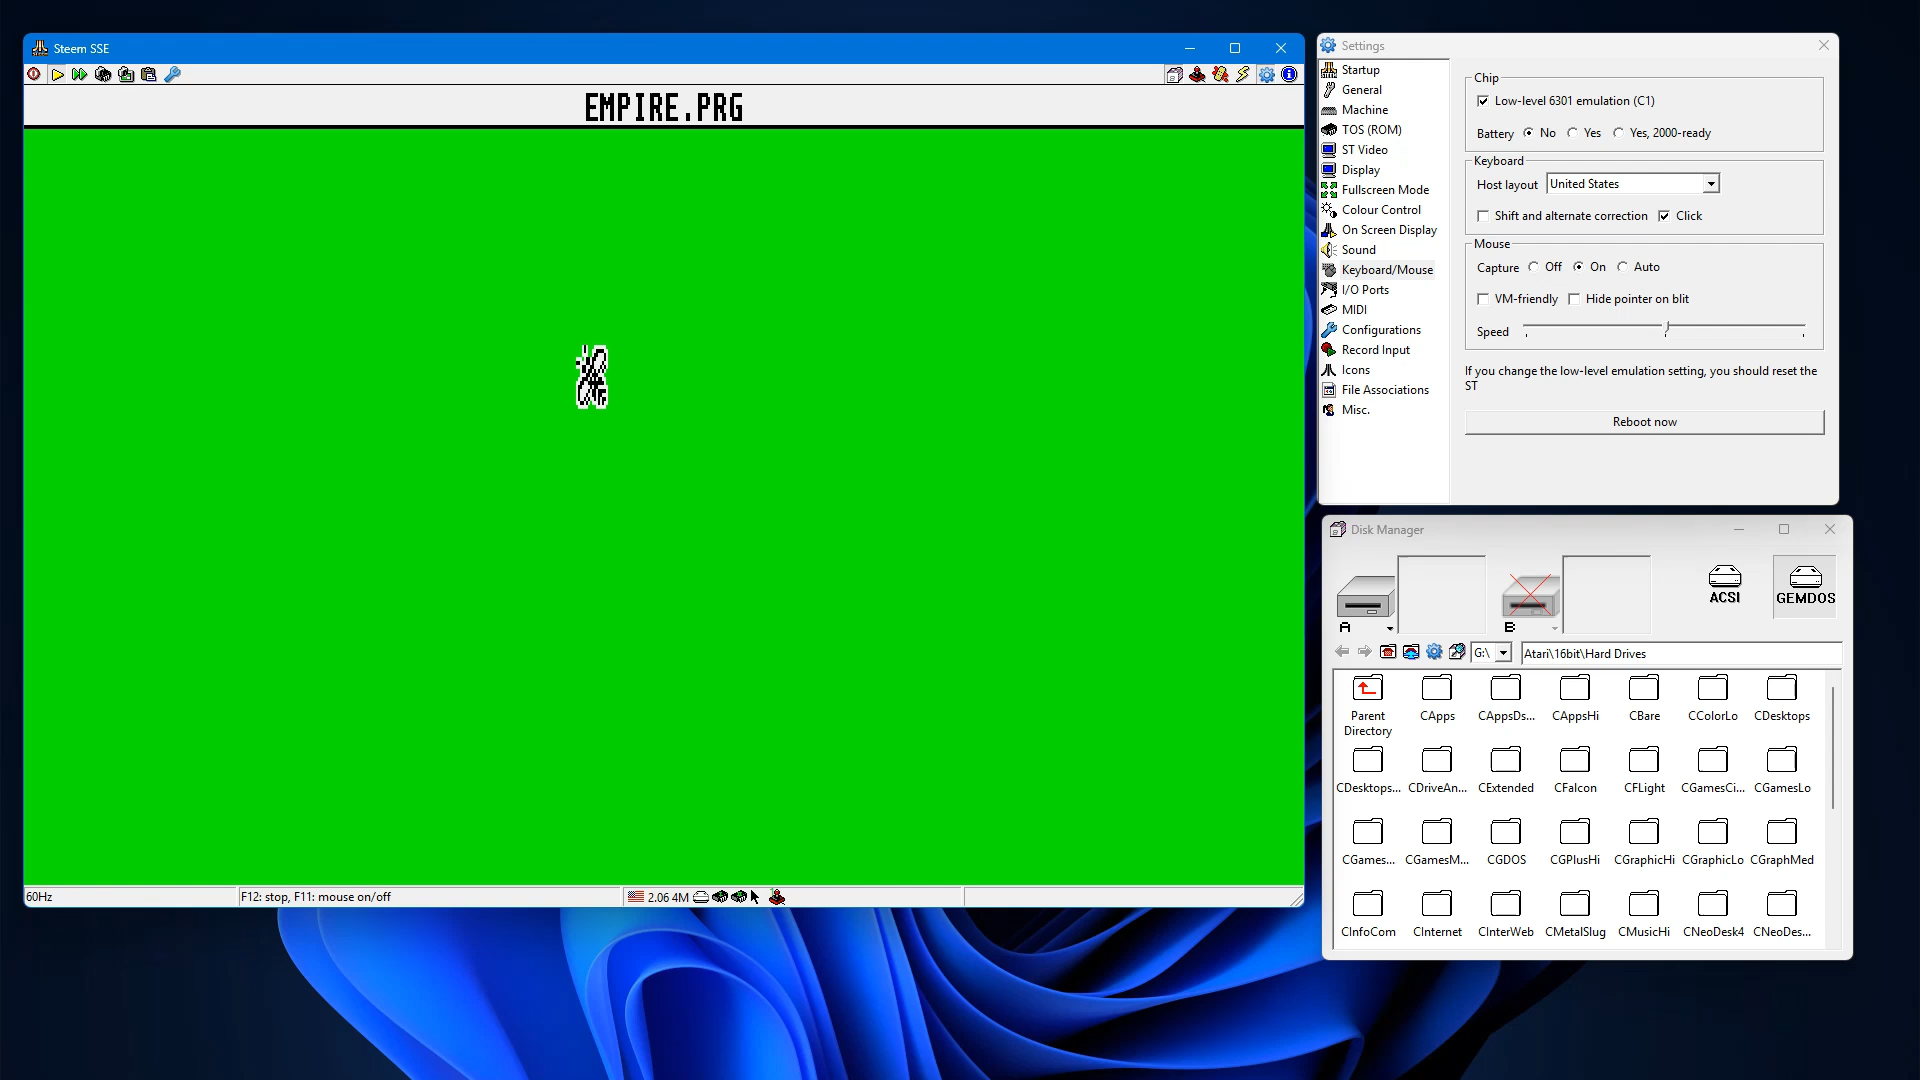 Steem SSE
EMPIRE.PRG
60Hz
F12: stop, F11: mouse on/off
2.06 4M
Settings
Startup
General
Machine
TOS (ROM)
ST Video
Display
Fullscreen Mode
Colour Control
On Screen Display
Sound
Keyboard/Mouse
I/O Ports
MIDI
Configurations
Record Input
Icons
File Associations
Misc.
Chip
Low-level 6301 emulation (C1)
Battery No Yes Yes, 2000-ready
Keyboard
Host layout United States
Shift and alternate correction Click
Mouse
Capture Off On Auto
VM-friendly Hide pointer on blit
Speed
If you change the low-level emulation setting, you should reset the
ST
Reboot now
Disk Manager
A B ACSI GEMDOS
G:\ Atari\16bit\Hard Drives
Parent CApps CAppsDs... CAppsHi CBare CColorLo CDesktops
Directory
CDesktops... CDriveAn... CExtended CFalcon CFLight CGamesCi... CGamesLo
CGames... CGamesM... CGDOS CGPlusHi CGraphicHi CGraphicLo CGraphMed
CInfoCom CInternet CInterWeb CMetalSlug CMusicHi CNeoDesk4 CNeoDes...